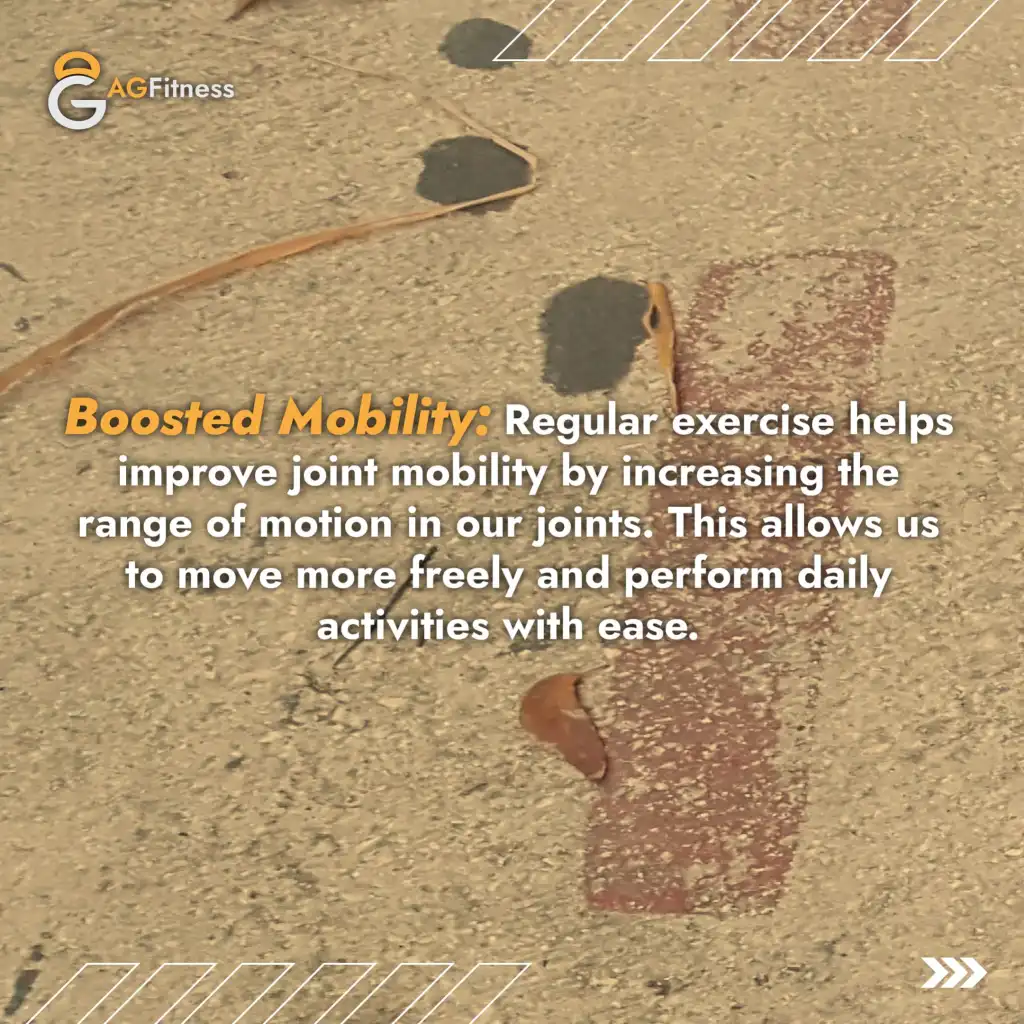 AGFitness
Boosted Mobility: Regular exercise helps
improve joint mobility by increasing the
range of motion in our joints. This allows us
to move more freely and perform daily
activities with ease.